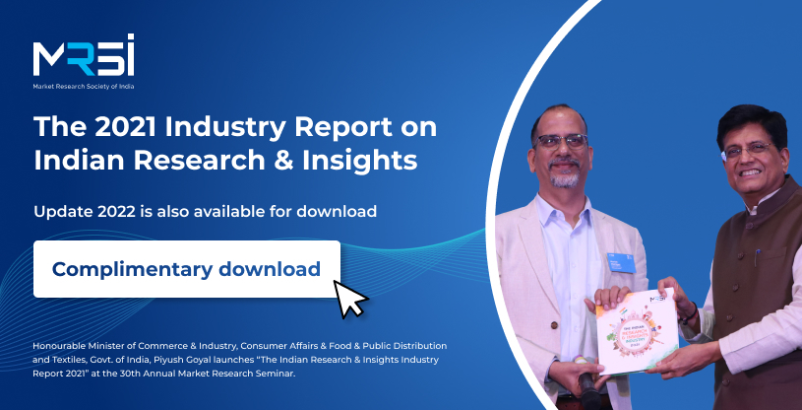 MRSI
Market Research Society of India
The 2021 Industry Report on
Indian Research & Insights
Update 2022 is also available for download
Complimentary download
Honourable Minister of Commerce & Industry, Consumer Affairs & Food & Public Distribution
and Textiles, Govt. of India, Piyush Goyal launches “The Indian Research & Insights Industry
Report 2021” at the 30th Annual Market Research Seminar.